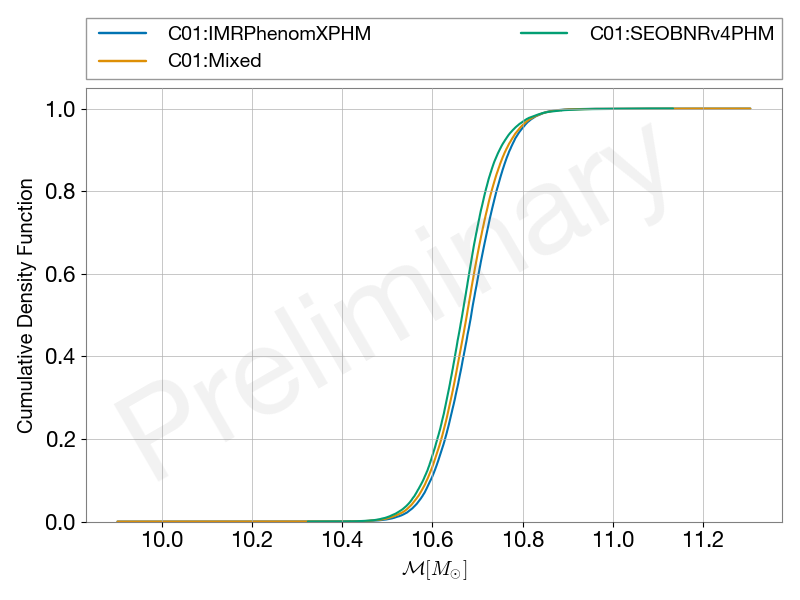 C01:IMRPhenomXPHM
C01:Mixed
C01:SEOBNRv4PHM
Preliminary
Cumulative Density Function
1.0
0.8
0.6
0.4
0.2
0.0
10.0 10.2 10.4 10.6 10.8 11.0 11.2
ℳ[M⊙]